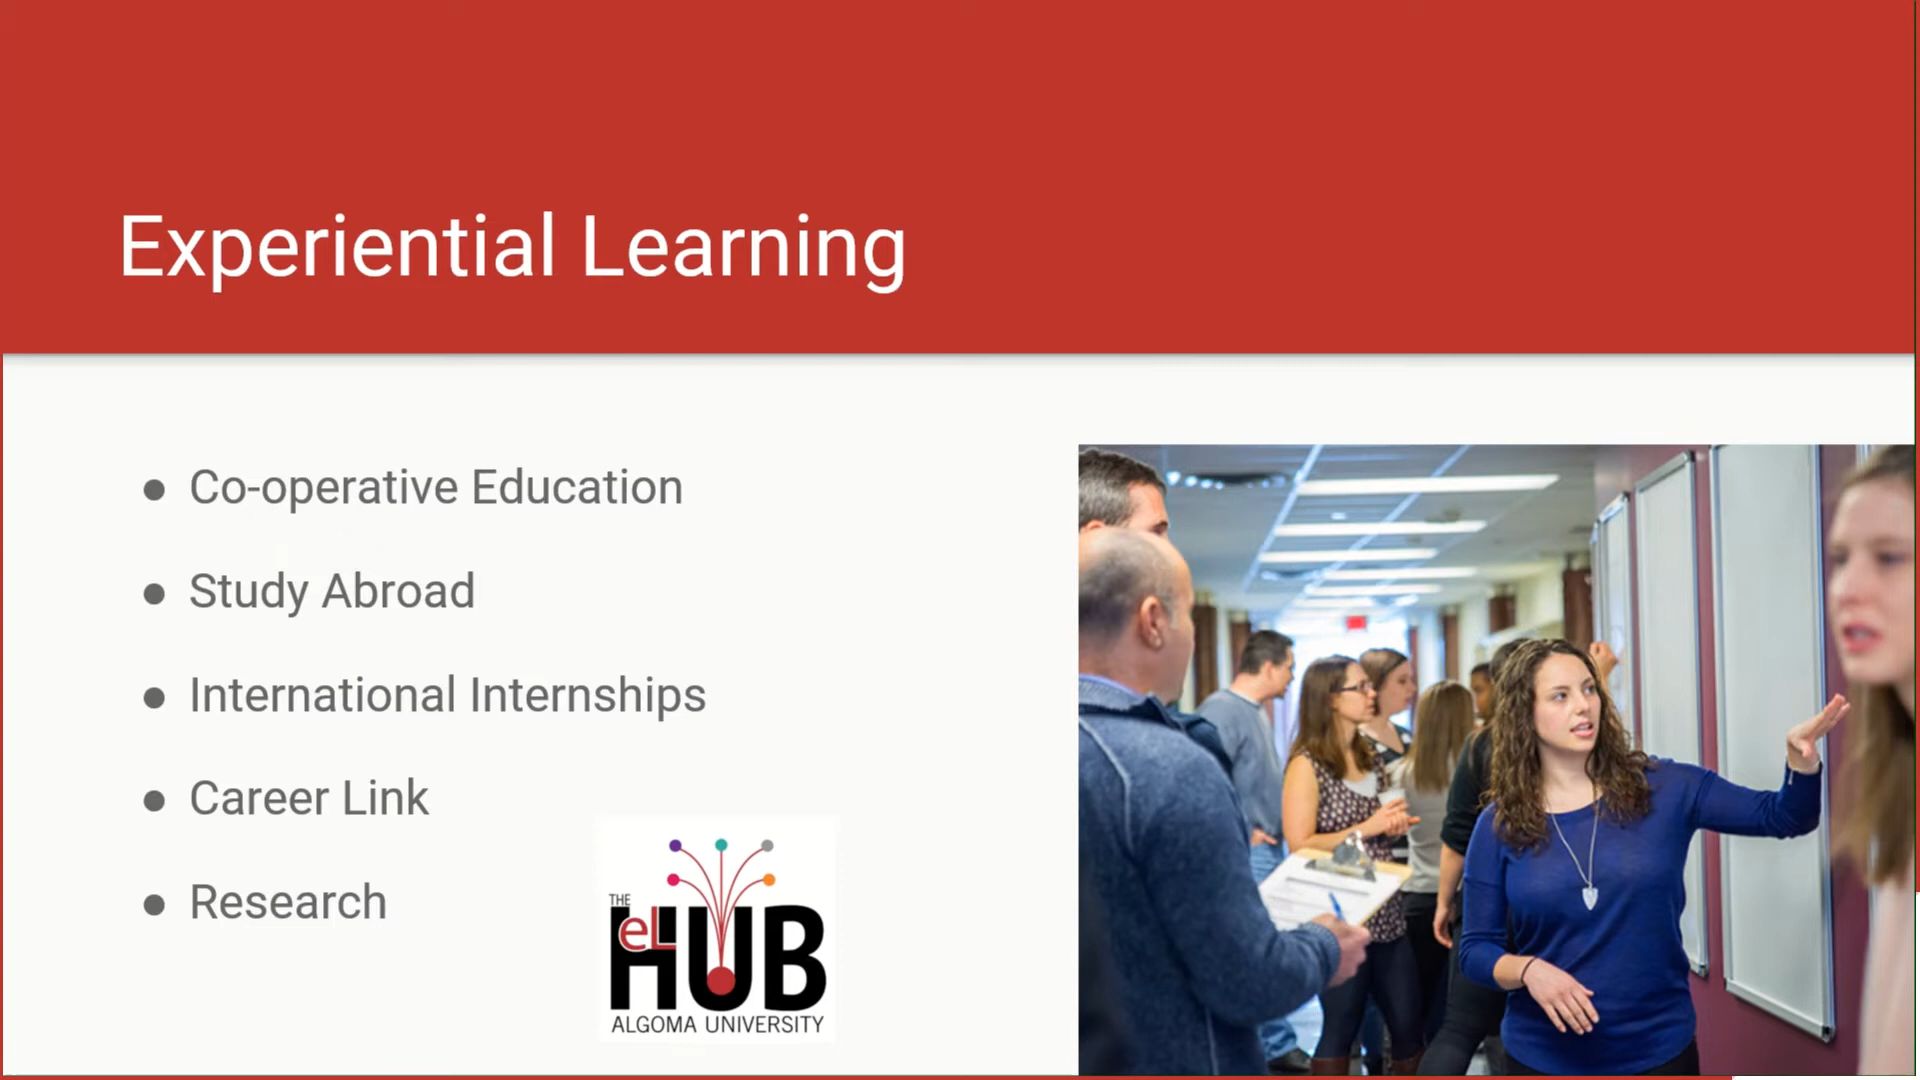 Experiential Learning
● Co-operative Education
● Study Abroad
● International Internships
● Career Link
● Research
THE
eL
HUB
ALGOMA UNIVERSITY